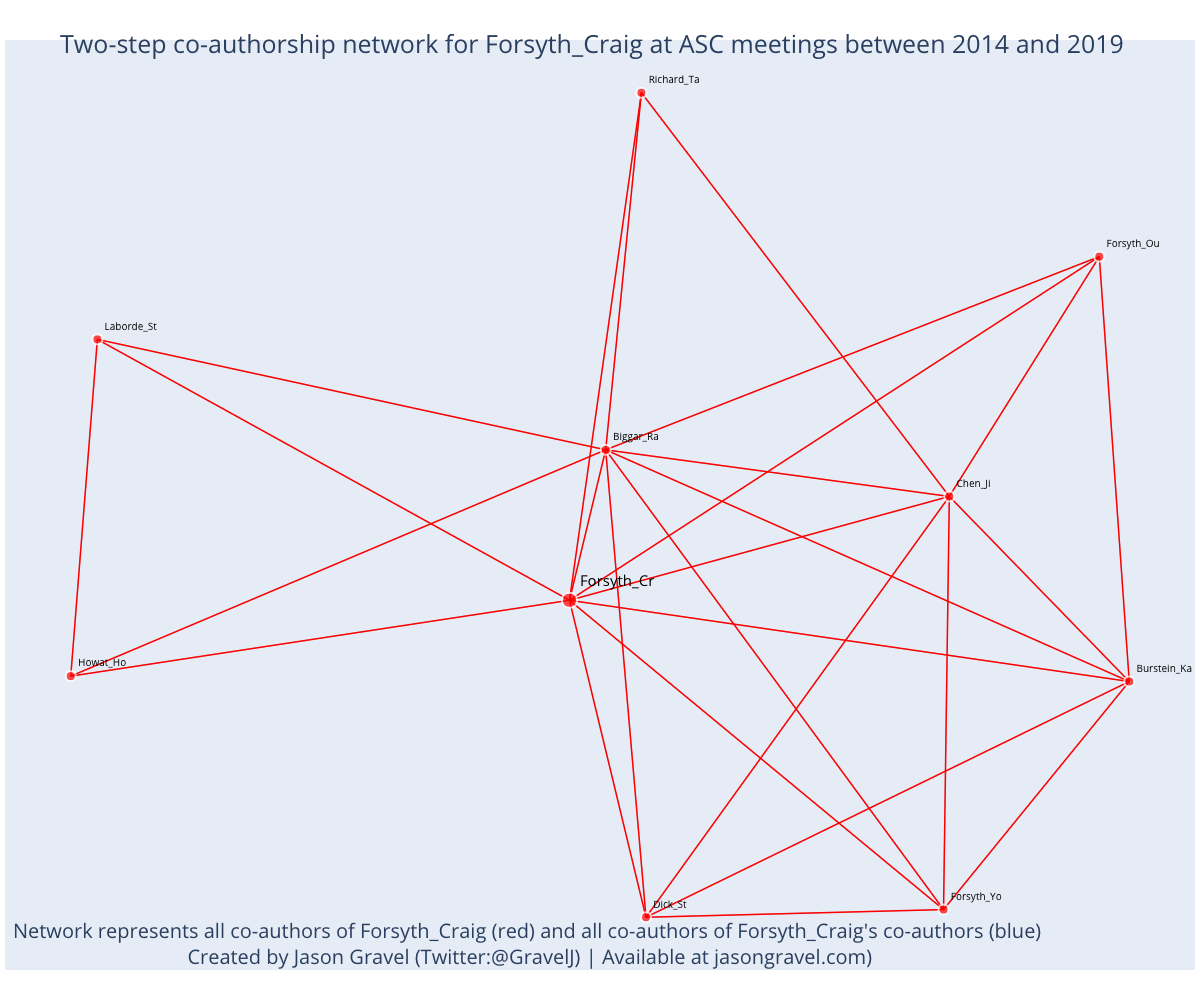 Two-step co-authorship network for Forsyth_Craig at ASC meetings between 2014 and 2019
Richard_Ta
Forsyth_Ou
Laborde_St
Biggar_Ra
Chen_Ji
Forsyth_Cr
Howat_Ho
Burstein_Ka
Dick_St
Forsyth_Yo
Network represents all co-authors of Forsyth_Craig (red) and all co-authors of Forsyth_Craig's co-authors (blue)
Created by Jason Gravel (Twitter:@GravelJ) | Available at jasongravel.com)